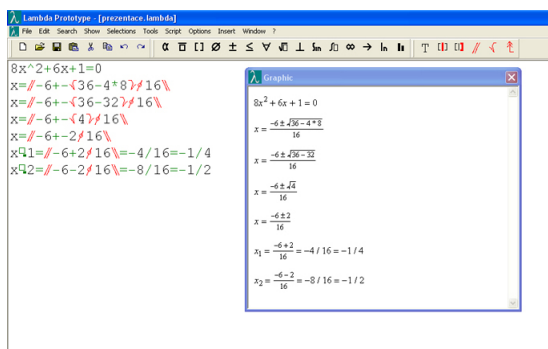 Lambda Prototype - [prezentace.lambda]
File Edit Search Show Selections Tools Script Options Insert Window ?
8x^2+6x+1=0
x=//-6+-√{36-4*8}/16\\
x=//-6+-√{36-32}/16\\
x=//-6+-√{4}/16\\
x=//-6+-2/16\\
x1=//-6+2/16\\=-4/16=-1/4
x2=//-6-2/16\\=-8/16=-1/2
Graphic
8x² + 6x + 1 = 0
x = (-6 ± √(36 - 4 * 8)) / 16
x = (-6 ± √(36 - 32)) / 16
x = (-6 ± √4) / 16
x = (-6 ± 2) / 16
x₁ = (-6 + 2) / 16 = -4 / 16 = -1 / 4
x₂ = (-6 - 2) / 16 = -8 / 16 = -1 / 2